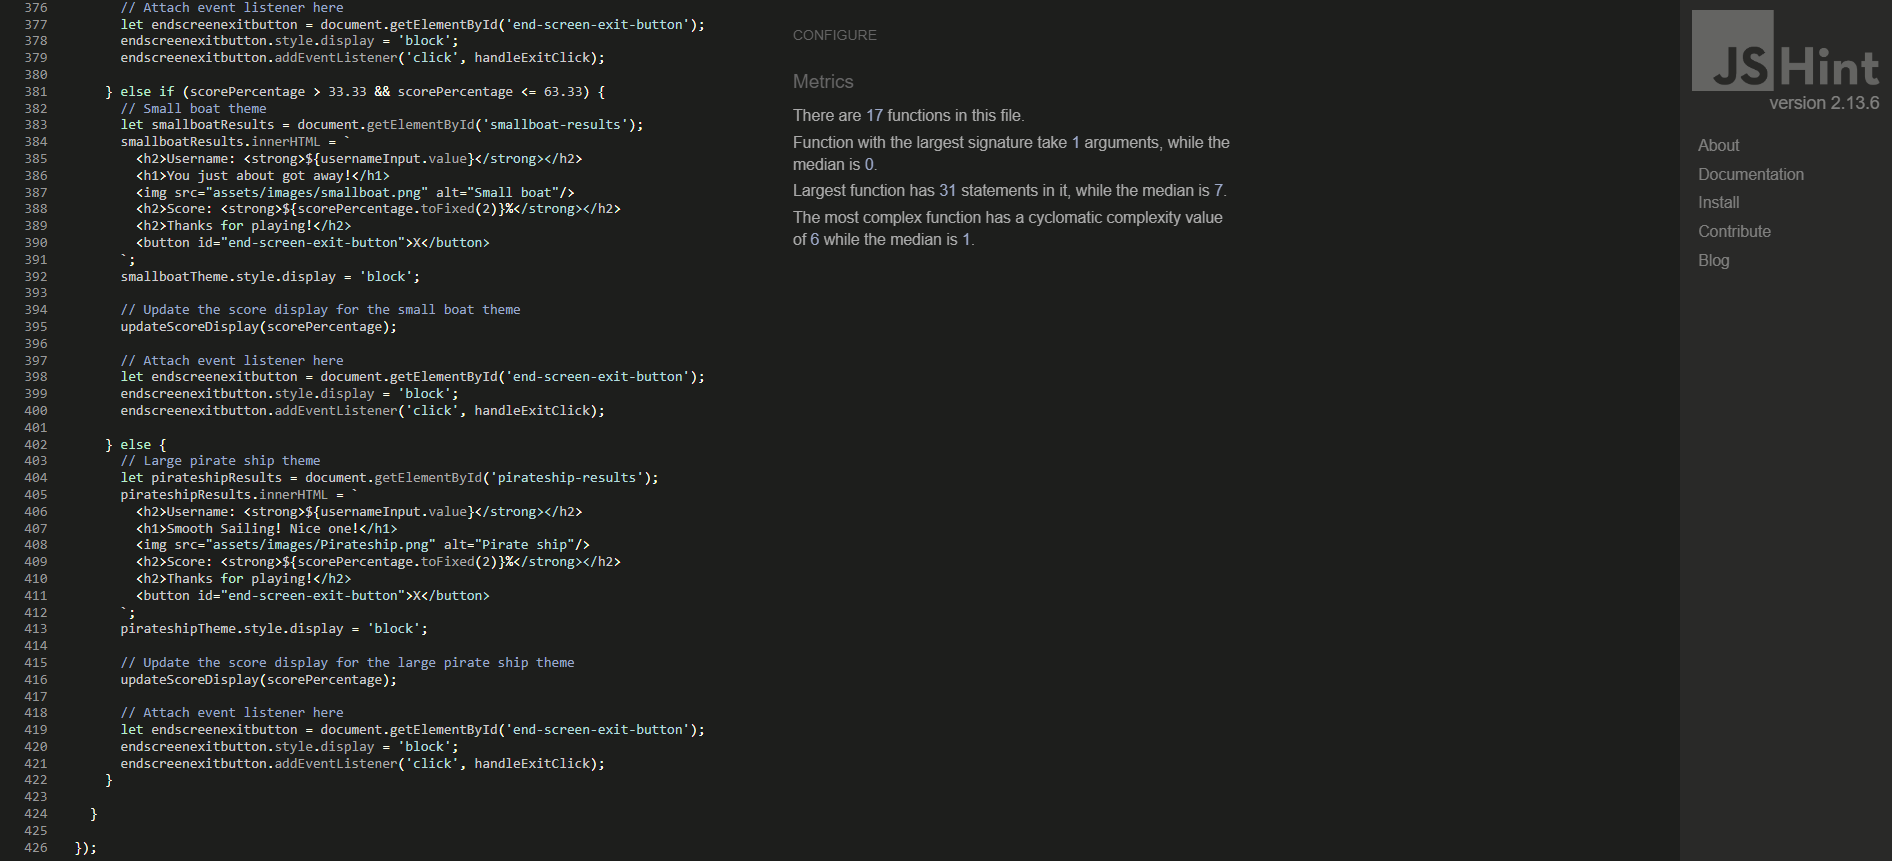 376 // Attach event listener here
377 let endscreenexitbutton = document.getElementById('end-screen-exit-button');
378 endscreenexitbutton.style.display = 'block';
379 endscreenexitbutton.addEventListener('click', handleExitClick);
380
381 } else if (scorePercentage > 33.33 && scorePercentage <= 63.33) {
382 // Small boat theme
383 let smallboatResults = document.getElementById('smallboat-results');
384 smallboatResults.innerHTML = `
385 <h2>Username: <strong>${usernameInput.value}</strong></h2>
386 <h1>You just about got away!</h1>
387 <img src="assets/images/smallboat.png" alt="Small boat"/>
388 <h2>Score: <strong>${scorePercentage.toFixed(2)}%</strong></h2>
389 <h2>Thanks for playing!</h2>
390 <button id="end-screen-exit-button">X</button>
391 `;
392 smallboatTheme.style.display = 'block';
393
394 // Update the score display for the small boat theme
395 updateScoreDisplay(scorePercentage);
396
397 // Attach event listener here
398 let endscreenexitbutton = document.getElementById('end-screen-exit-button');
399 endscreenexitbutton.style.display = 'block';
400 endscreenexitbutton.addEventListener('click', handleExitClick);
401
402 } else {
403 // Large pirate ship theme
404 let pirateshipResults = document.getElementById('pirateship-results');
405 pirateshipResults.innerHTML = `
406 <h2>Username: <strong>${usernameInput.value}</strong></h2>
407 <h1>Smooth Sailing! Nice one!</h1>
408 <img src="assets/images/Pirateship.png" alt="Pirate ship"/>
409 <h2>Score: <strong>${scorePercentage.toFixed(2)}%</strong></h2>
410 <h2>Thanks for playing!</h2>
411 <button id="end-screen-exit-button">X</button>
412 `;
413 pirateshipTheme.style.display = 'block';
414
415 // Update the score display for the large pirate ship theme
416 updateScoreDisplay(scorePercentage);
417
418 // Attach event listener here
419 let endscreenexitbutton = document.getElementById('end-screen-exit-button');
420 endscreenexitbutton.style.display = 'block';
421 endscreenexitbutton.addEventListener('click', handleExitClick);
422 }
423
424 }
425
426 });
CONFIGURE
Metrics
There are 17 functions in this file.
Function with the largest signature take 1 arguments, while the
median is 0.
Largest function has 31 statements in it, while the median is 7.
The most complex function has a cyclomatic complexity value
of 6 while the median is 1.
JSHint
version 2.13.6
About
Documentation
Install
Contribute
Blog